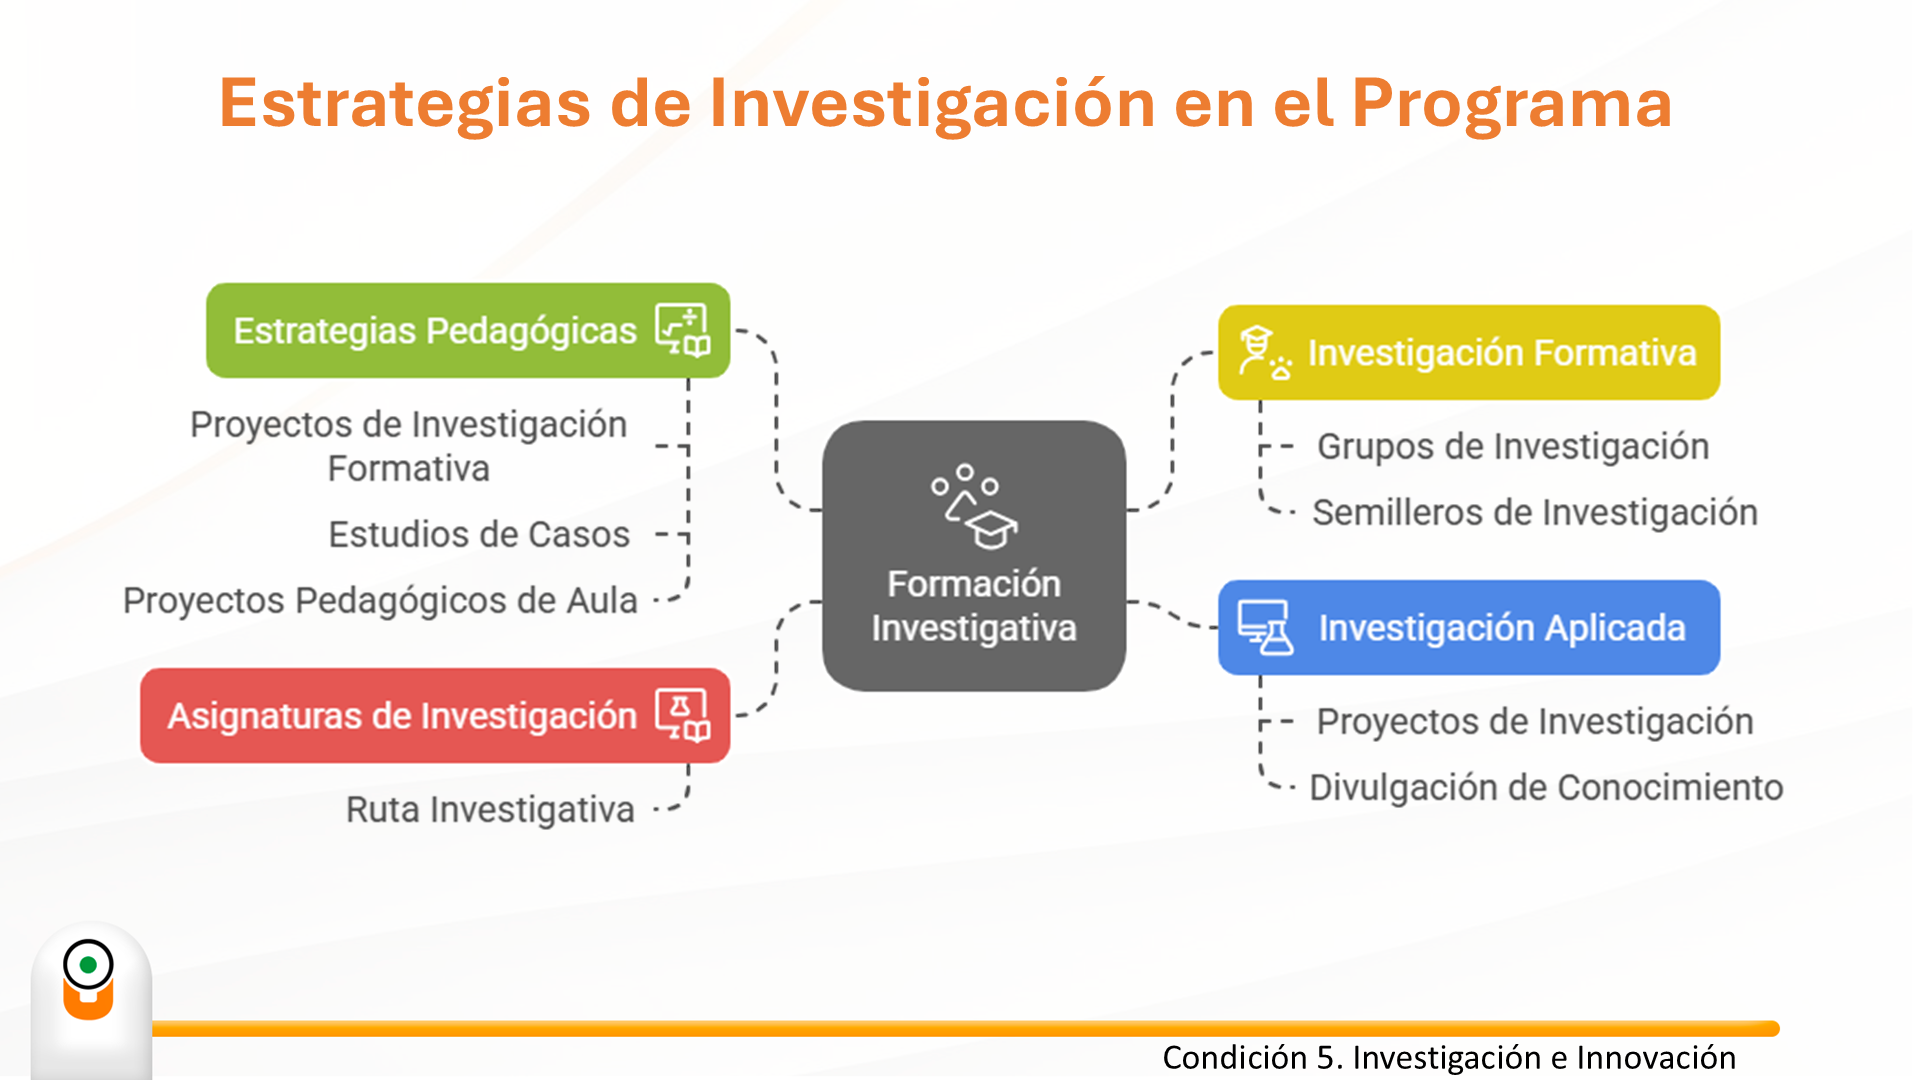 Estrategias de Investigación en el Programa
Estrategias Pedagógicas
Proyectos de Investigación
Formativa
Estudios de Casos
Proyectos Pedagógicos de Aula
Asignaturas de Investigación
Ruta Investigativa
Formación
Investigativa
Investigación Formativa
Grupos de Investigación
Semilleros de Investigación
Investigación Aplicada
Proyectos de Investigación
Divulgación de Conocimiento
Condición 5. Investigación e Innovación